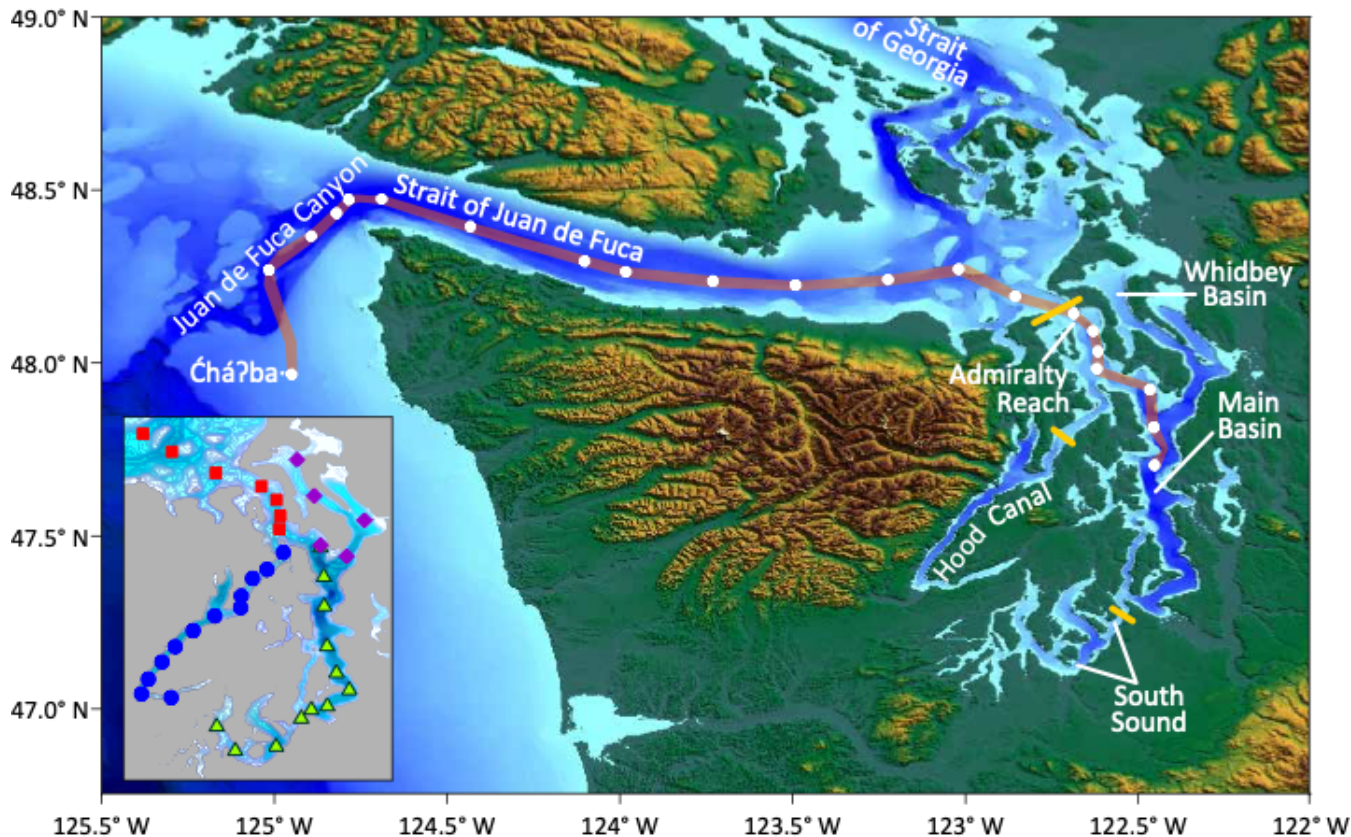 49.0° N
48.5° N
48.0° N
47.5° N
47.0° N
125.5° W
125° W
124.5° W
124° W
123.5° W
123° W
122.5° W
122° W
Strait
of Georgia
Juan de Fuca Canyon
Strait of Juan de Fuca
Whidbey
Basin
Ćháʔba·
Admiralty
Reach
Main
Basin
Hood Canal
South
Sound